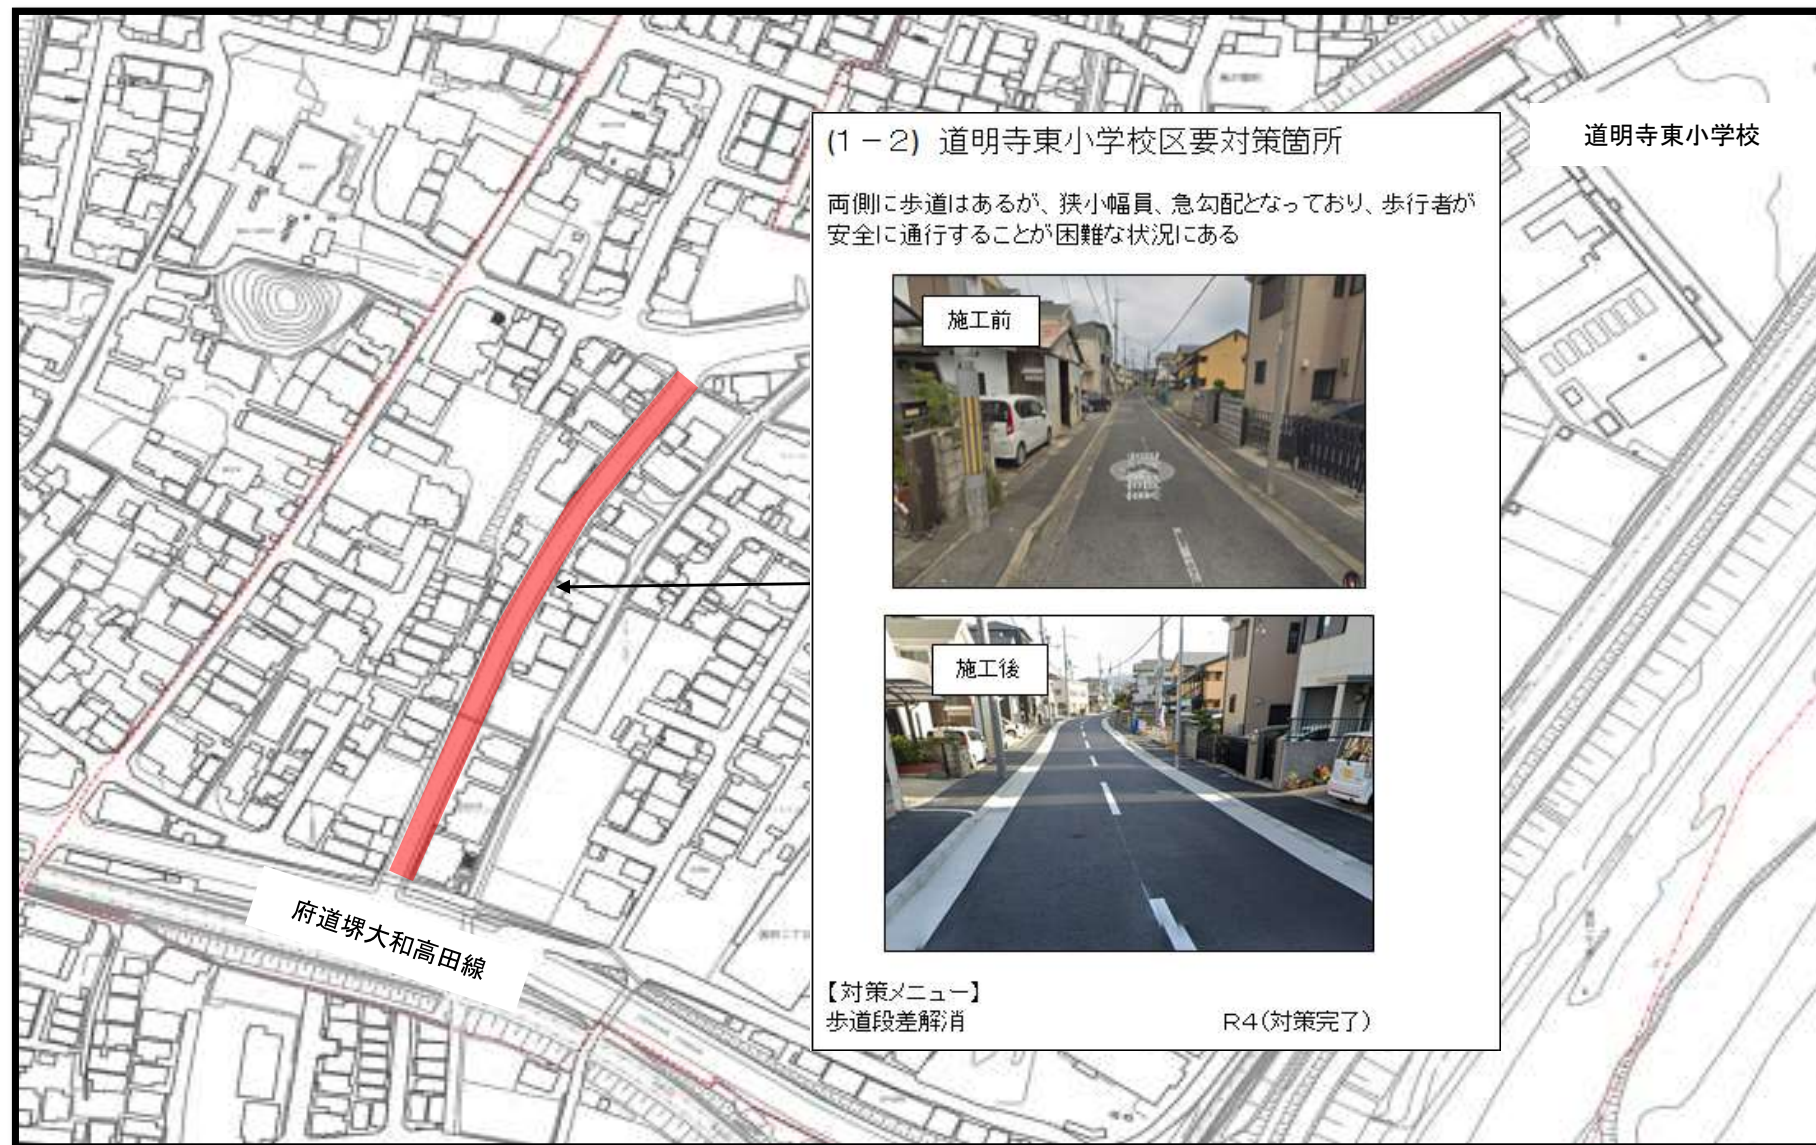 (1-2) 道明寺東小学校区要対策箇所
両側に歩道はあるが、狭小幅員、急勾配となっており、歩行者が
安全に通行することが困難な状況にある
施工前
施工後
【対策メニュー】
歩道段差解消 R4(対策完了)
道明寺東小学校
府道堺大和高田線